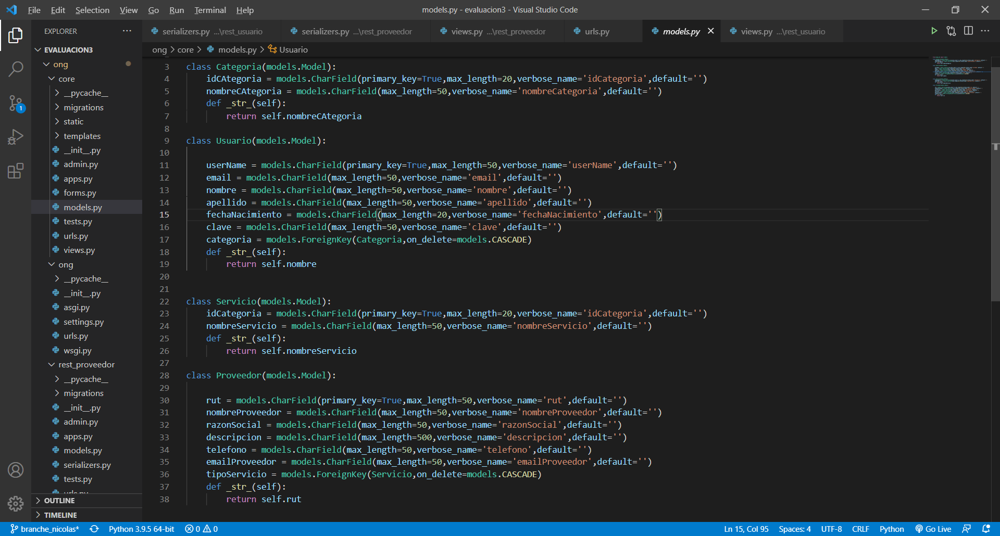 File Edit Selection View Go Run Terminal Help
models.py - evaluacion3 - Visual Studio Code
EXPLORER
EVALUACION3
ong
core
__pycache__
migrations
static
templates
__init__.py
admin.py
apps.py
forms.py
models.py
tests.py
urls.py
views.py
ong
__pycache__
__init__.py
asgi.py
settings.py
urls.py
wsgi.py
rest_proveedor
__pycache__
migrations
__init__.py
admin.py
apps.py
models.py
serializers.py
tests.py
urls.py
OUTLINE
TIMELINE
1
serializers.py ...\rest_usuario serializers.py ...\rest_proveedor views.py ...\rest_proveedor urls.py models.py views.py ...\rest_usuario
ong > core > models.py > Usuario
3 class Categoria(models.Model):
4 idCAtegoria = models.CharField(primary_key=True,max_length=20,verbose_name='idCategoria',default='')
5 nombreCAtegoria = models.CharField(max_length=50,verbose_name='nombreCategoria',default='')
6 def _str_(self):
7 return self.nombreCAtegoria
8
9 class Usuario(models.Model):
10
11 userName = models.CharField(primary_key=True,max_length=50,verbose_name='userName',default='')
12 email = models.CharField(max_length=50,verbose_name='email',default='')
13 nombre = models.CharField(max_length=50,verbose_name='nombre',default='')
14 apellido = models.CharField(max_length=50,verbose_name='apellido',default='')
15 fechaNacimiento = models.CharField(max_length=20,verbose_name='fechaNacimiento',default='')
16 clave = models.CharField(max_length=50,verbose_name='clave',default='')
17 categoria = models.ForeignKey(Categoria,on_delete=models.CASCADE)
18 def _str_(self):
19 return self.nombre
20
21
22 class Servicio(models.Model):
23 idCategoria = models.CharField(primary_key=True,max_length=20,verbose_name='idCategoria',default='')
24 nombreServicio = models.CharField(max_length=50,verbose_name='nombreServicio',default='')
25 def _str_(self):
26 return self.nombreServicio
27
28 class Proveedor(models.Model):
29
30 rut = models.CharField(primary_key=True,max_length=50,verbose_name='rut',default='')
31 nombreProveedor = models.CharField(max_length=50,verbose_name='nombreProveedor',default='')
32 razonSocial = models.CharField(max_length=50,verbose_name='razonSocial',default='')
33 descripcion = models.CharField(max_length=500,verbose_name='descripcion',default='')
34 telefono = models.CharField(max_length=50,verbose_name='telefono',default='')
35 emailProveedor = models.CharField(max_length=50,verbose_name='emailProveedor',default='')
36 tipoServicio = models.ForeignKey(Servicio,on_delete=models.CASCADE)
37 def _str_(self):
38 return self.rut
branche_nicolas* Python 3.9.5 64-bit 0 0 Ln 15, Col 95 Spaces: 4 UTF-8 CRLF Python Go Live